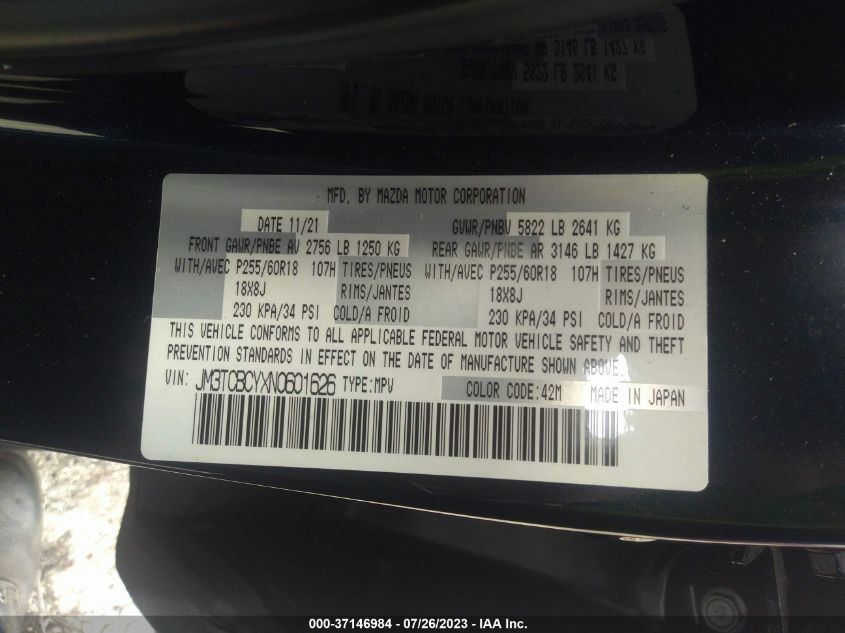 MFD. BY MAZDA MOTOR CORPORATION
DATE 11/21 GVWR/PNBV 5822 LB 2641 KG
FRONT GAWR/PNBE AV 2756 LB 1250 KG REAR GAWR/PNBE AR 3146 LB 1427 KG
WITH/AVEC P255/60R18 107H TIRES/PNEUS WITH/AVEC P255/60R18 107H TIRES/PNEUS
18X8J RIMS/JANTES 18X8J RIMS/JANTES
230 KPA/34 PSI COLD/A FROID 230 KPA/34 PSI COLD/A FROID
THIS VEHICLE CONFORMS TO ALL APPLICABLE FEDERAL MOTOR VEHICLE SAFETY AND THEFT
PREVENTION STANDARDS IN EFFECT ON THE DATE OF MANUFACTURE SHOWN ABOVE.
VIN: JM3TCBCYXN0601626 TYPE:MPV COLOR CODE:42M MADE IN JAPAN
000-37146984 - 07/26/2023 - IAA Inc.